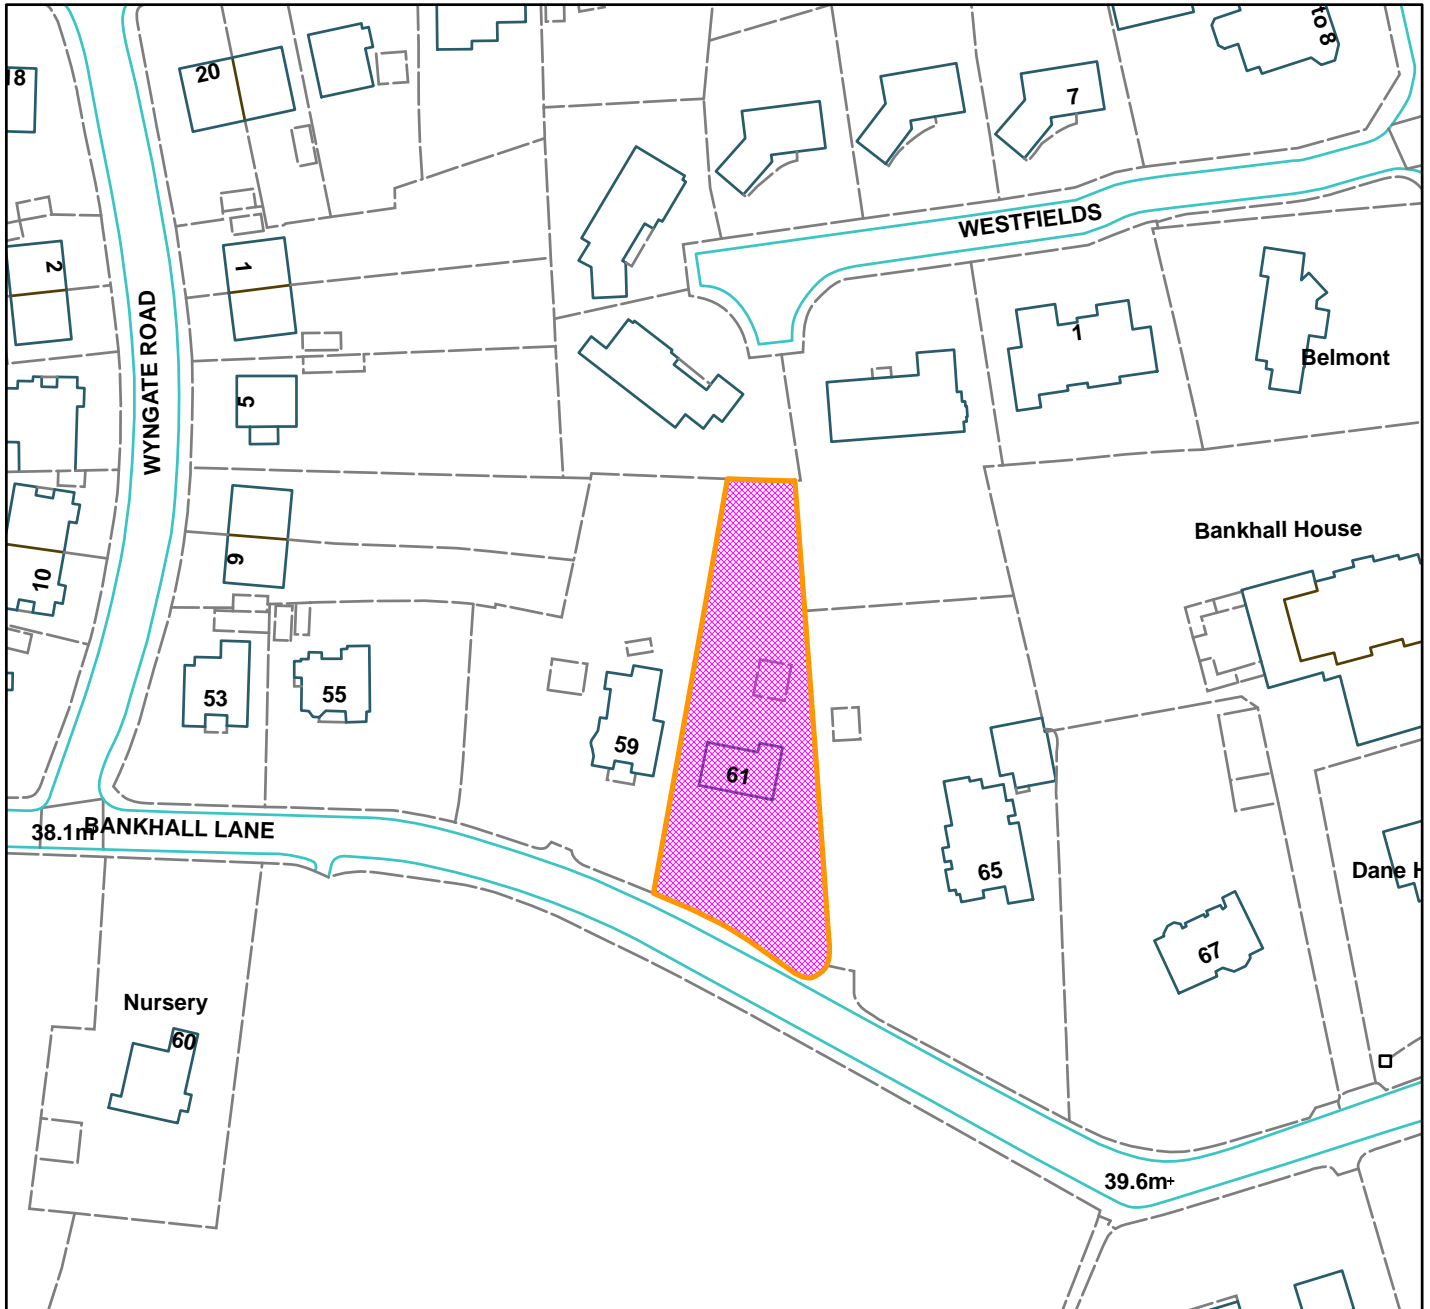 to 8
18
20
7
WESTFIELDS
2
1
WYNGATE ROAD
1
Belmont
5
Bankhall House
9
10
53
55
59
61
38.1m
BANKHALL LANE
65
Dane H
67
Nursery
60
39.6m+